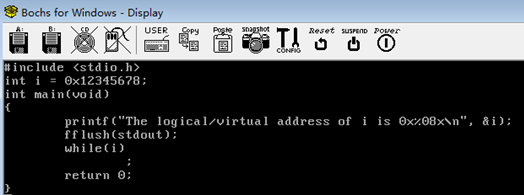 Bochs for Windows - Display
A: B: CD USER Copy Paste snapshot CONFIG Reset SUSPEND Power
#include <stdio.h>
int i = 0x12345678;
int main(void)
{
        printf("The logical/virtual address of i is 0x%08x\n", &i);
        fflush(stdout);
        while(i)
                ;
        return 0;
}